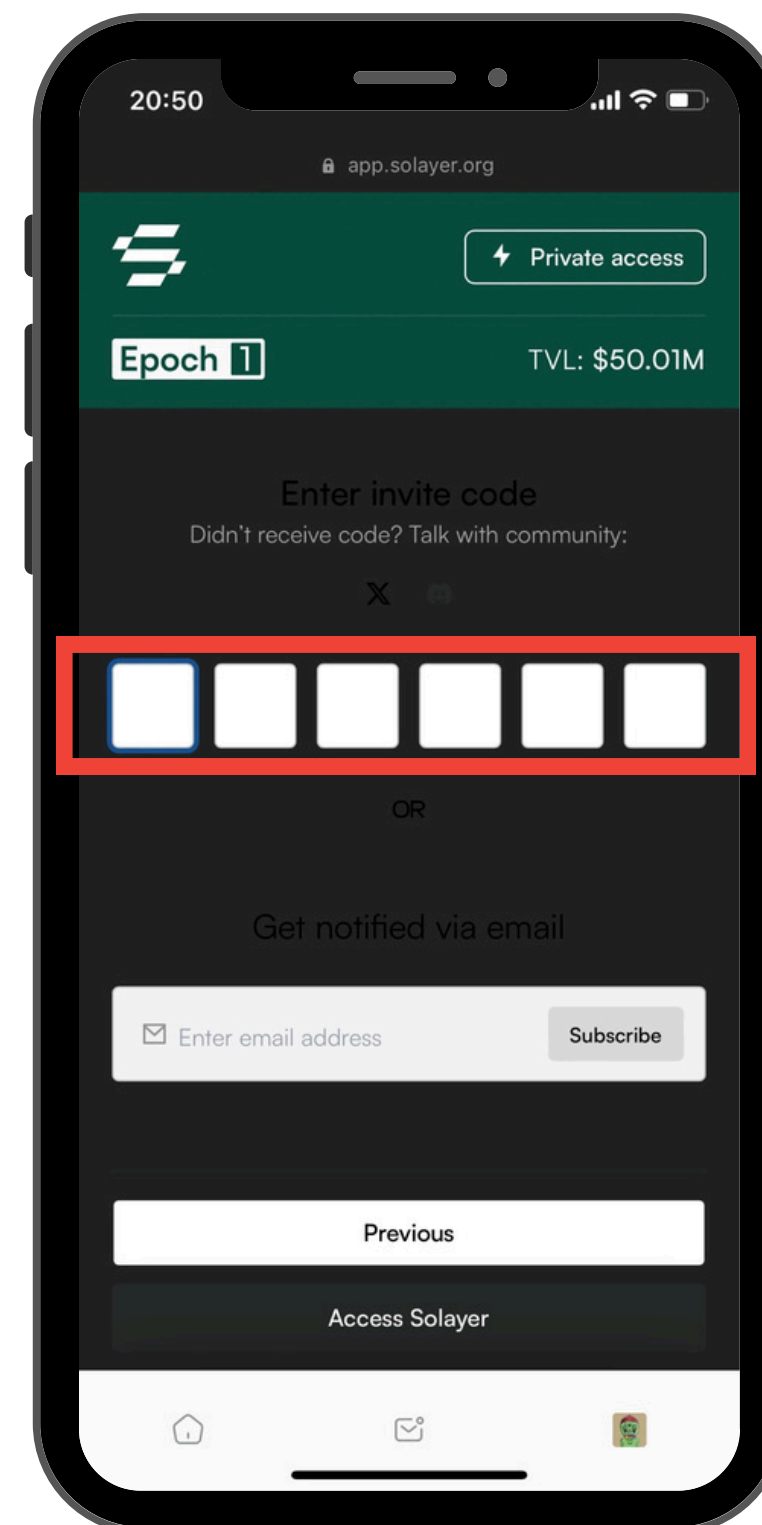 20:50
app.solayer.org
Private access
Epoch 1
TVL: $50.01M
Enter invite code
Didn't receive code? Talk with community:
OR
Get notified via email
Enter email address
Subscribe
Previous
Access Solayer